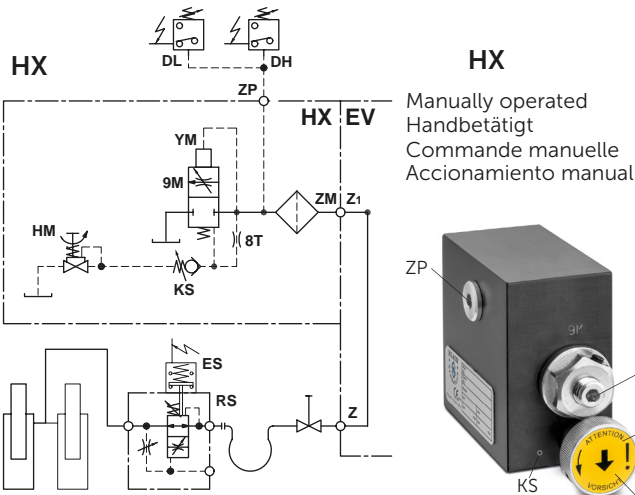 HX
DL
DH
ZP
HX
EV
YM
9M
ZM
Z1
HM
8T
KS
ES
RS
Z
HX
Manually operated
Handbetätigt
Commande manuelle
Accionamiento manual
ZP
9M
ATTENTION
!
VORSICHT
KS